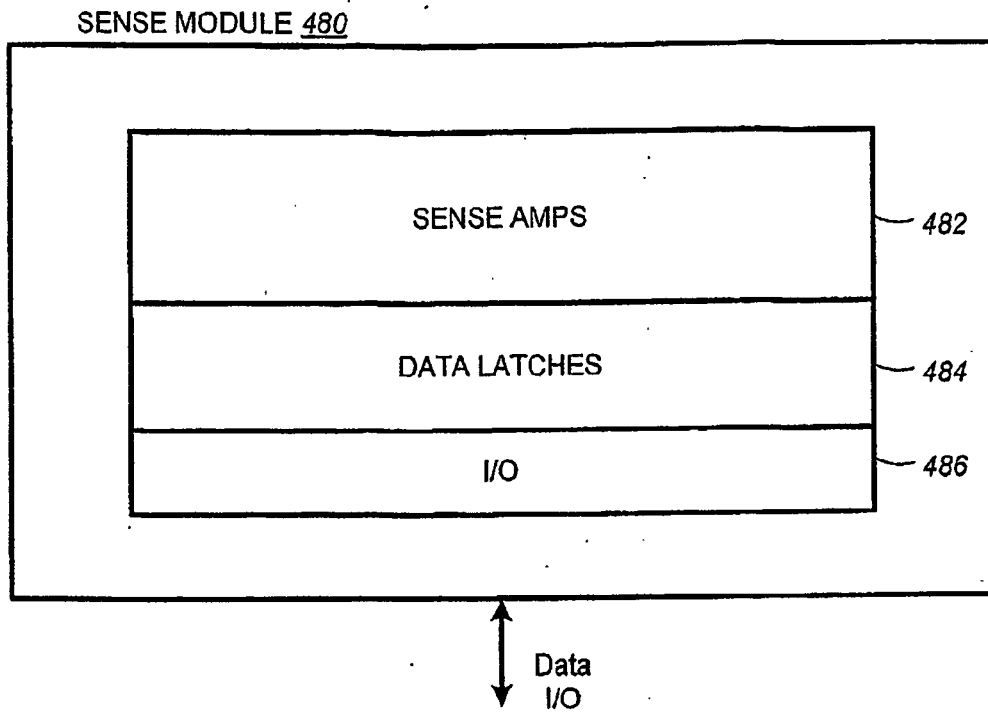 SENSE MODULE 480
SENSE AMPS
482
DATA LATCHES
484
I/O
486
Data
I/O